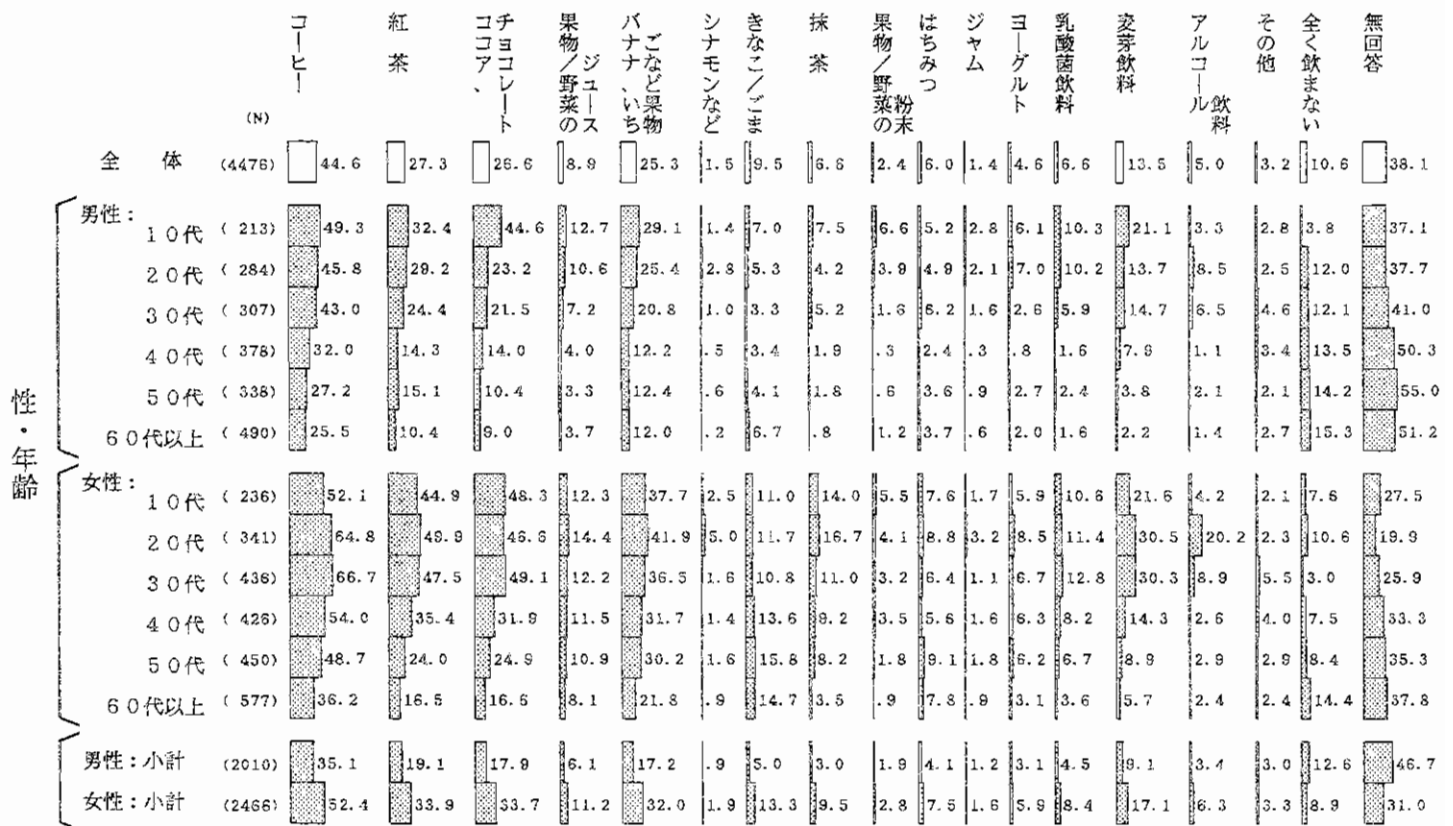 コーヒー
紅茶
ココア、チョコレート
果物/野菜のジュース
バナナ、いちごなど果物
シナモンなど
きなこ/ごま
抹茶
果物/野菜の粉末
はちみつ
ジャム
ヨーグルト
乳酸菌飲料
麦芽飲料
アルコール飲料
その他
全く飲まない
無回答
(N)
全体 (4476) 44.6 27.3 26.6 8.9 25.3 1.5 9.5 6.6 2.4 6.0 1.4 4.6 6.6 13.5 5.0 3.2 10.6 38.1
性・年齢
男性:
10代 (213) 49.3 32.4 44.6 12.7 29.1 1.4 7.0 7.5 6.6 5.2 2.8 6.1 10.3 21.1 3.3 2.8 3.8 37.1
20代 (284) 45.8 29.2 23.2 10.6 25.4 2.8 5.3 4.2 3.9 4.9 2.1 7.0 10.2 13.7 8.5 2.5 12.0 37.7
30代 (307) 43.0 24.4 21.5 7.2 20.8 1.0 3.3 5.2 1.6 6.2 1.6 2.6 5.9 14.7 6.5 4.6 12.1 41.0
40代 (378) 32.0 14.3 14.0 4.0 12.2 .5 3.4 1.9 .3 2.4 .3 .8 1.6 7.9 1.1 3.4 13.5 50.3
50代 (338) 27.2 15.1 10.4 3.3 12.4 .6 4.1 1.8 .6 3.6 .9 2.7 2.4 3.8 2.1 2.1 14.2 55.0
60代以上 (490) 25.5 10.4 9.0 3.7 12.0 .2 6.7 .8 1.2 3.7 .6 2.0 1.6 2.2 1.4 2.7 15.3 51.2
女性:
10代 (236) 52.1 44.9 48.3 12.3 37.7 2.5 11.0 14.0 5.5 7.6 1.7 5.9 10.6 21.6 4.2 2.1 7.6 27.5
20代 (341) 64.8 49.9 46.6 14.4 41.9 5.0 11.7 16.7 4.1 8.8 3.2 8.5 11.4 30.5 20.2 2.3 10.6 19.9
30代 (436) 66.7 47.5 49.1 12.2 36.5 1.6 10.8 11.0 3.2 6.4 1.1 6.7 12.8 30.3 8.9 5.5 3.0 25.9
40代 (426) 54.0 35.4 31.9 11.5 31.7 1.4 13.6 9.2 3.5 5.6 1.6 6.3 8.2 14.3 2.6 4.0 7.5 33.3
50代 (450) 48.7 24.0 24.9 10.9 30.2 1.6 15.8 8.2 1.8 9.1 1.8 6.2 6.7 8.9 2.9 2.9 8.4 35.3
60代以上 (577) 36.2 16.5 16.6 8.1 21.8 .9 14.7 3.5 .9 7.8 .9 3.1 3.6 5.7 2.4 2.4 14.4 37.8
男性:小計 (2010) 35.1 19.1 17.9 6.1 17.2 .9 5.0 3.0 1.9 4.1 1.2 3.1 4.5 9.1 3.4 3.0 12.6 46.7
女性:小計 (2466) 52.4 33.9 33.7 11.2 32.0 1.9 13.3 9.5 2.8 7.5 1.6 5.9 8.4 17.1 6.3 3.3 8.9 31.0